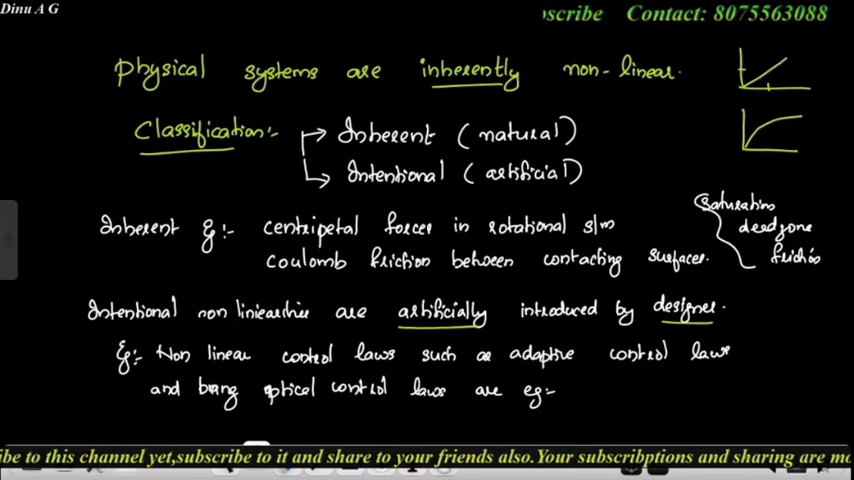 Dinu A G
scribe Contact: 8075563088
Physical systems are inherently non-linear.
Classification:-
Inherent (natural)
Intentional (artificial)
Inherent Eg:- centripetal forces in rotational s/m
coulomb friction between contacting surfaces.
Saturation
deadzone
friction
Intentional non linearities are artificially introduced by designer.
Eg:- Non linear control laws such as adaptive control laws
and bang optical control laws are eg:-
be to this channel yet,subscribe to it and share to your friends also.Your subscribptions and sharing are mo